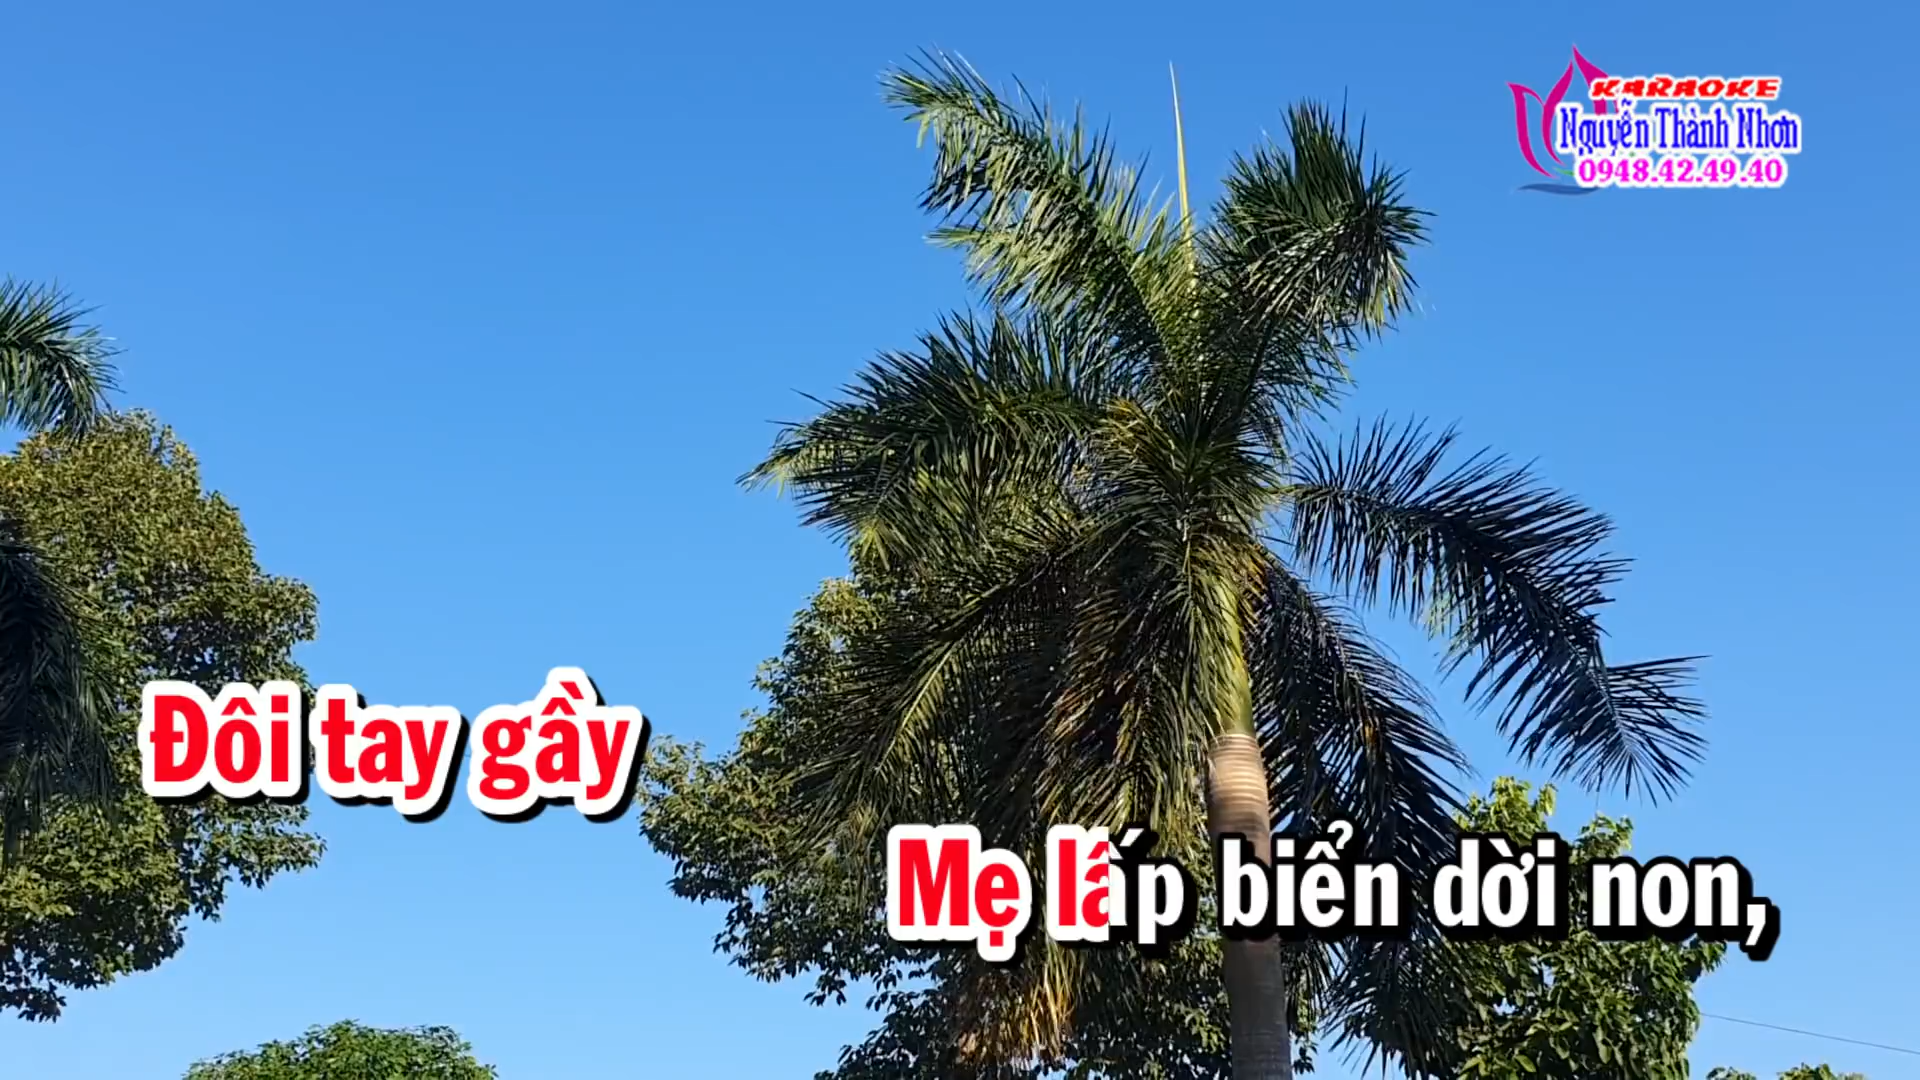 KARAOKE
Nguyễn Thành Nhơn
0948.42.49.40
Đôi tay gầy
Mẹ lấp biển dời non,